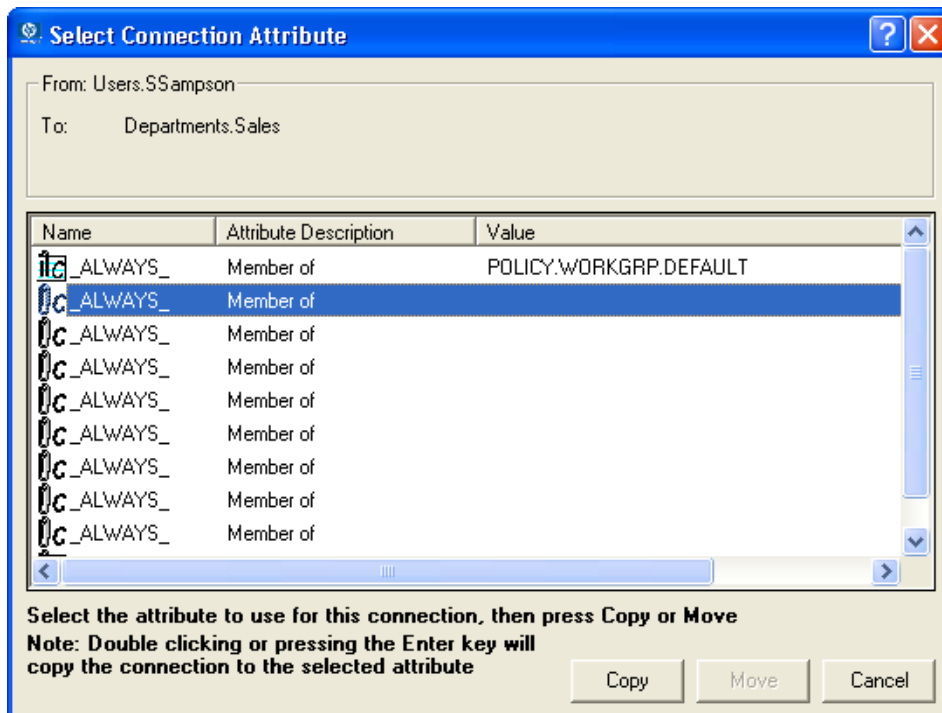 Select Connection Attribute
From: Users.SSampson
To: Departments.Sales
Name Attribute Description Value
_ALWAYS_ Member of POLICY.WORKGRP.DEFAULT
_ALWAYS_ Member of
_ALWAYS_ Member of
_ALWAYS_ Member of
_ALWAYS_ Member of
_ALWAYS_ Member of
_ALWAYS_ Member of
_ALWAYS_ Member of
_ALWAYS_ Member of
Select the attribute to use for this connection, then press Copy or Move
Note: Double clicking or pressing the Enter key will
copy the connection to the selected attribute
Copy Move Cancel